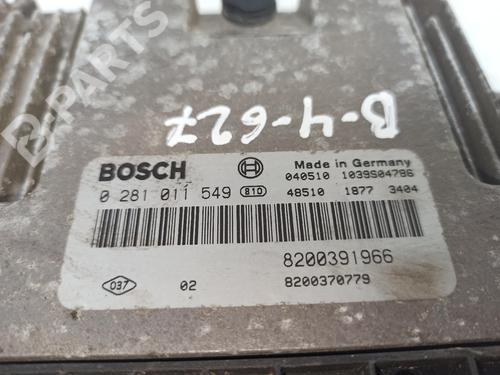 B-PARTS
B-4-627
BOSCH
Made in Germany
0 281 011 549 810
040510 1039S04786
48510 1877 3404
8200391966
037 02 8200370779